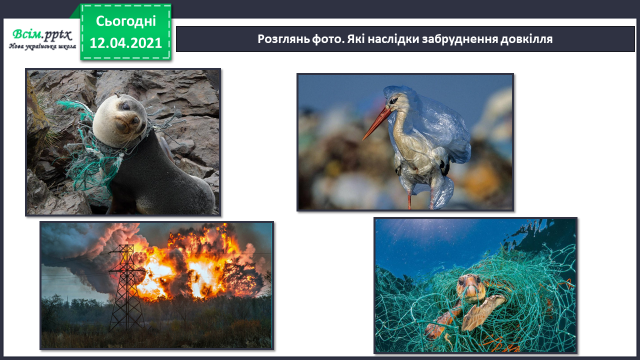 Всім.pptx
Нова українська школа
Сьогодні
12.04.2021
Розглянь фото. Які наслідки забруднення довкілля